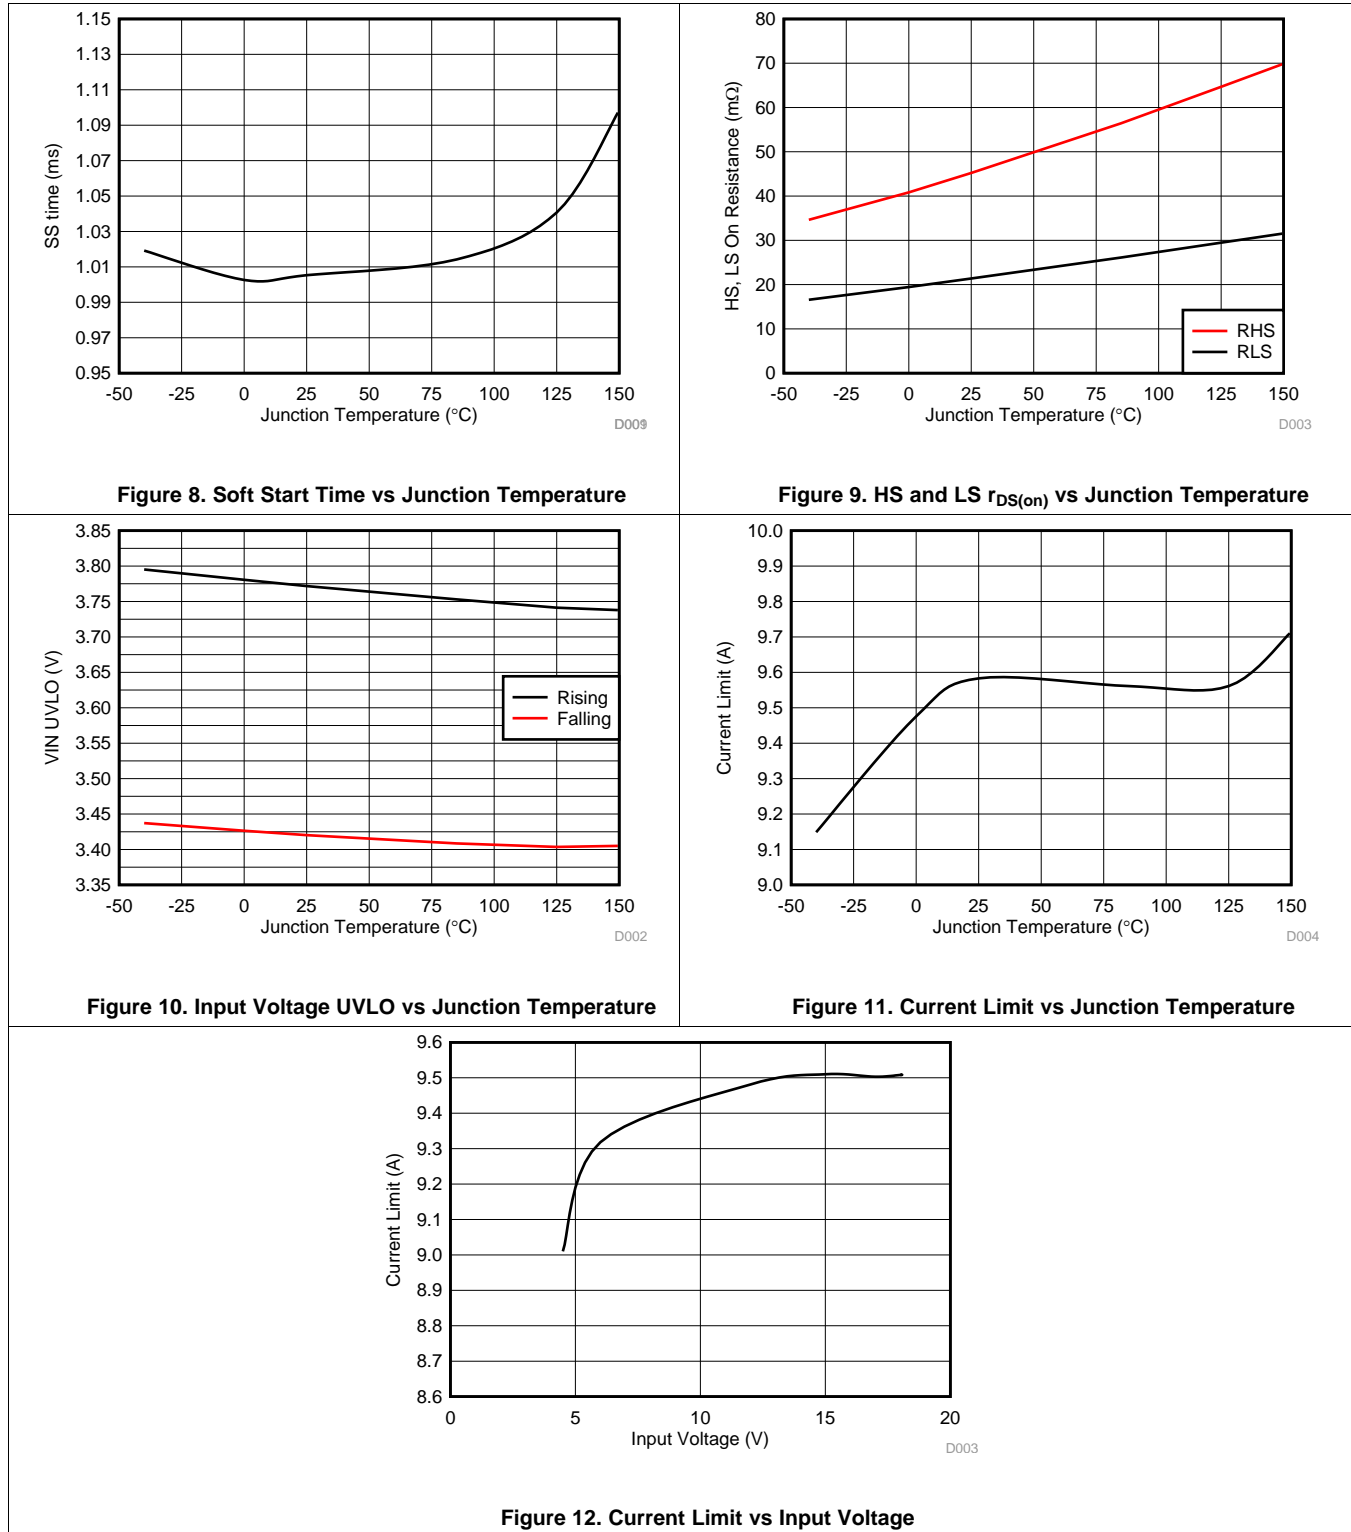 1.15
1.13
1.11
1.09
1.07
1.05
1.03
1.01
0.99
0.97
0.95
SS time (ms)
-50 -25 0 25 50 75 100 125 150
Junction Temperature (°C)
Figure 8. Soft Start Time vs Junction Temperature
80
70
60
50
40
30
20
10
0
HS, LS On Resistance (mΩ)
RHS
RLS
-50 -25 0 25 50 75 100 125 150
Junction Temperature (°C)
D003
Figure 9. HS and LS rDS(on) vs Junction Temperature
3.85
3.80
3.75
3.70
3.65
3.60
3.55
3.50
3.45
3.40
3.35
VIN UVLO (V)
Rising
Falling
-50 -25 0 25 50 75 100 125 150
Junction Temperature (°C)
D002
Figure 10. Input Voltage UVLO vs Junction Temperature
10.0
9.9
9.8
9.7
9.6
9.5
9.4
9.3
9.2
9.1
9.0
Current Limit (A)
-50 -25 0 25 50 75 100 125 150
Junction Temperature (°C)
D004
Figure 11. Current Limit vs Junction Temperature
9.6
9.5
9.4
9.3
9.2
9.1
9.0
8.9
8.8
8.7
8.6
Current Limit (A)
0 5 10 15 20
Input Voltage (V)
D003
Figure 12. Current Limit vs Input Voltage